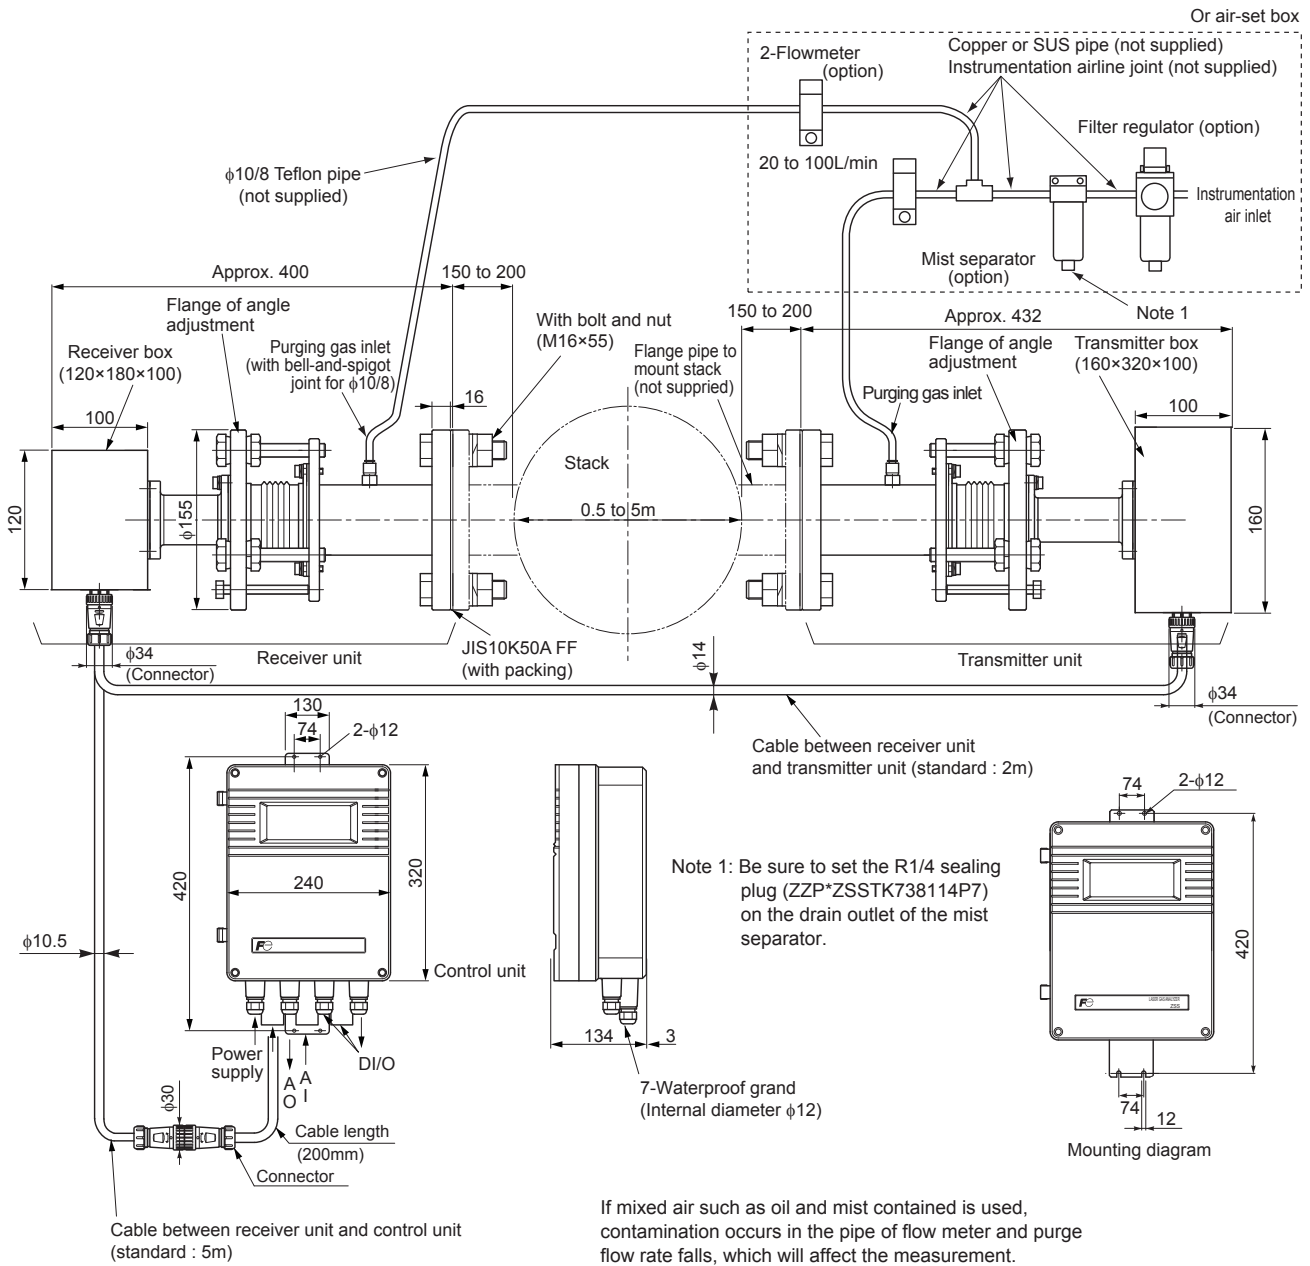 Or air-set box
2-Flowmeter
(option)
Copper or SUS pipe (not supplied)
Instrumentation airline joint (not supplied)
Filter regulator (option)
20 to 100L/min
ϕ10/8 Teflon pipe
(not supplied)
Instrumentation
air inlet
Mist separator
(option)
Note 1
Approx. 400
150 to 200
150 to 200
Approx. 432
Flange of angle
adjustment
Receiver box
(120×180×100)
Purging gas inlet
(with bell-and-spigot
joint for ϕ10/8)
With bolt and nut
(M16×55)
Flange pipe to
mount stack
(not suppried)
Purging gas inlet
Flange of angle
adjustment
Transmitter box
(160×320×100)
100
16
100
Stack
0.5 to 5m
120
ϕ155
160
Receiver unit
JIS10K50A FF
(with packing)
Transmitter unit
ϕ34
(Connector)
ϕ14
ϕ34
(Connector)
Cable between receiver unit
and transmitter unit (standard : 2m)
130
74
2-ϕ12
420
240
320
Control unit
ϕ10.5
Power
supply
AO
AI
DI/O
ϕ30
Cable length
(200mm)
Connector
Cable between receiver unit and control unit
(standard : 5m)
134
3
7-Waterproof grand
(Internal diameter ϕ12)
Note 1: Be sure to set the R1/4 sealing
plug (ZZP*ZSSTK738114P7)
on the drain outlet of the mist
separator.
74
2-ϕ12
420
LASER GAS ANALYZER
ZSS
74
12
Mounting diagram
If mixed air such as oil and mist contained is used,
contamination occurs in the pipe of flow meter and purge
flow rate falls, which will affect the measurement.